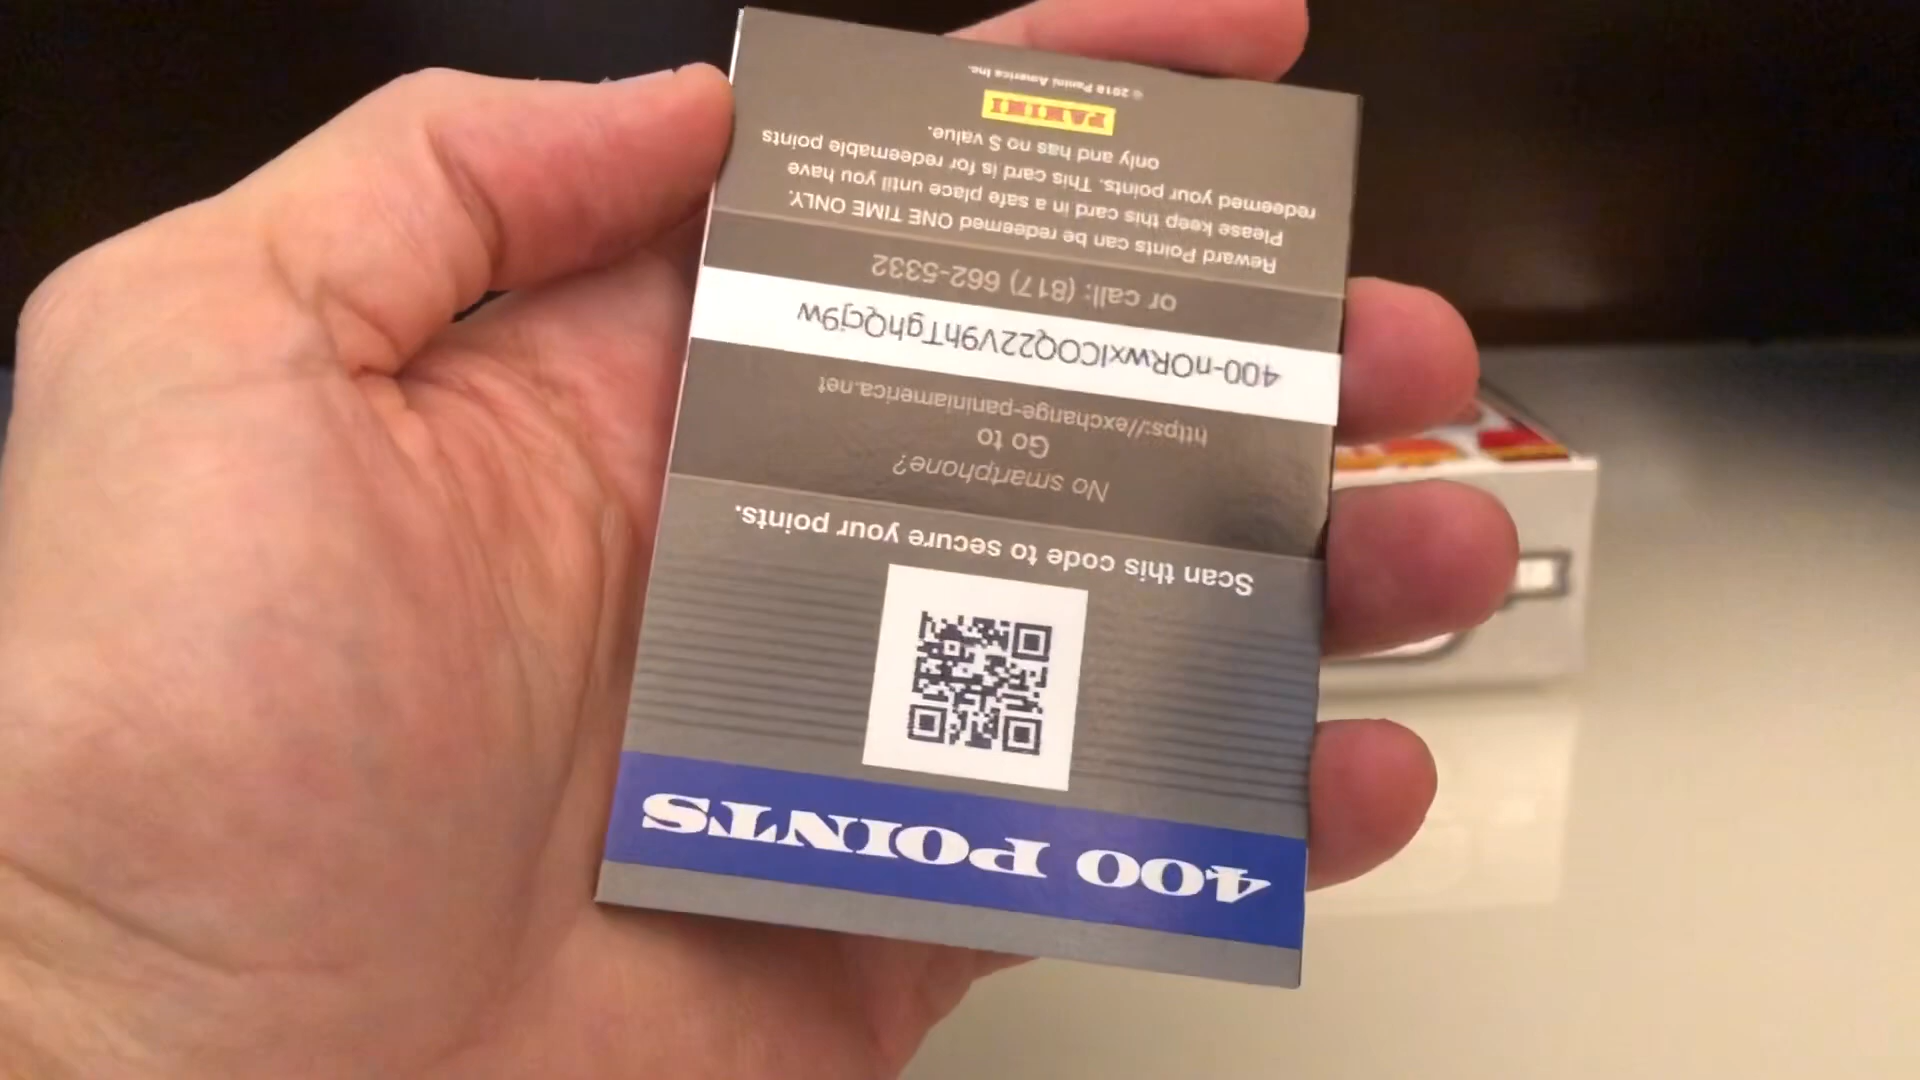 400 POINTS
Scan this code to secure your points.
No smartphone?
Go to
https://exchange-paniniamerica.net
400-nORwxICOQ22V9hTghQcj9w
or call: (817) 662-5332
Reward Points can be redeemed ONE TIME ONLY.
Please keep this card in a safe place until you have
redeemed your points. This card is for redeemable points
only and has no $ value.
PANINI
© 2018 Panini America Inc.